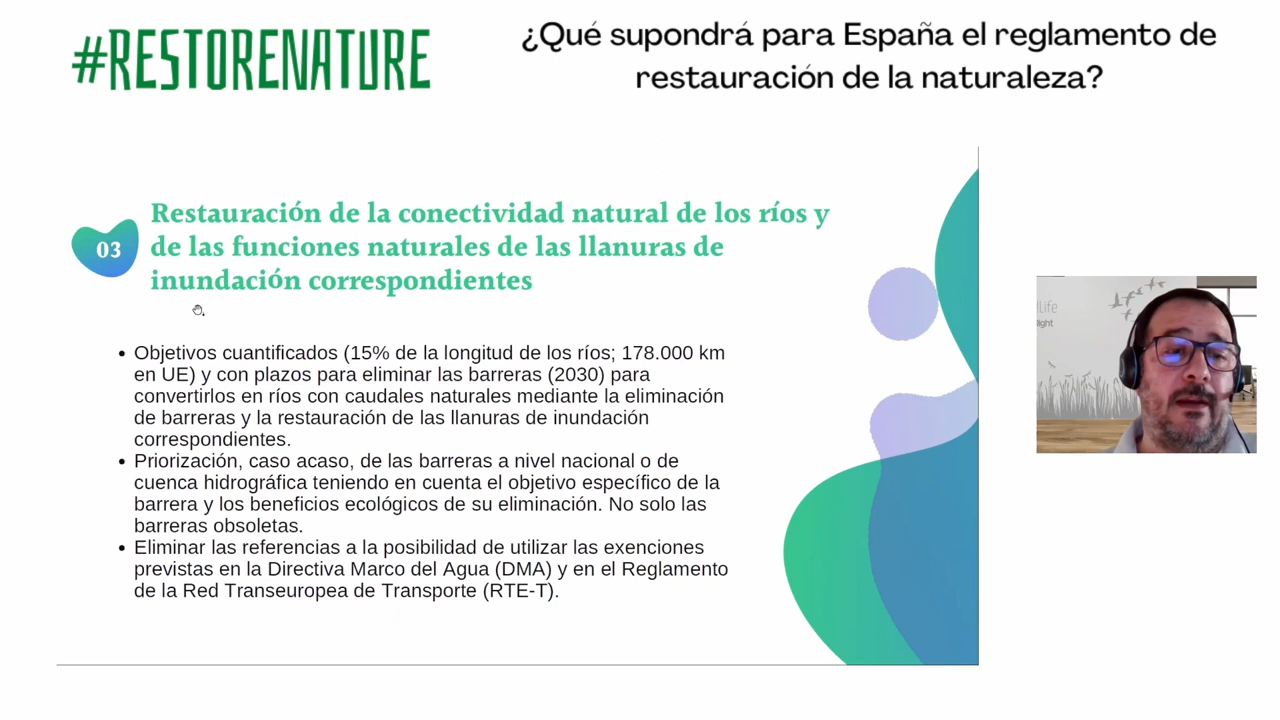 #RESTORENATURE
¿Qué supondrá para España el reglamento de
restauración de la naturaleza?
03
Restauración de la conectividad natural de los ríos y
de las funciones naturales de las llanuras de
inundación correspondientes
• Objetivos cuantificados (15% de la longitud de los ríos; 178.000 km
en UE) y con plazos para eliminar las barreras (2030) para
convertirlos en ríos con caudales naturales mediante la eliminación
de barreras y la restauración de las llanuras de inundación
correspondientes.
• Priorización, caso acaso, de las barreras a nivel nacional o de
cuenca hidrográfica teniendo en cuenta el objetivo específico de la
barrera y los beneficios ecológicos de su eliminación. No solo las
barreras obsoletas.
• Eliminar las referencias a la posibilidad de utilizar las exenciones
previstas en la Directiva Marco del Agua (DMA) y en el Reglamento
de la Red Transeuropea de Transporte (RTE-T).